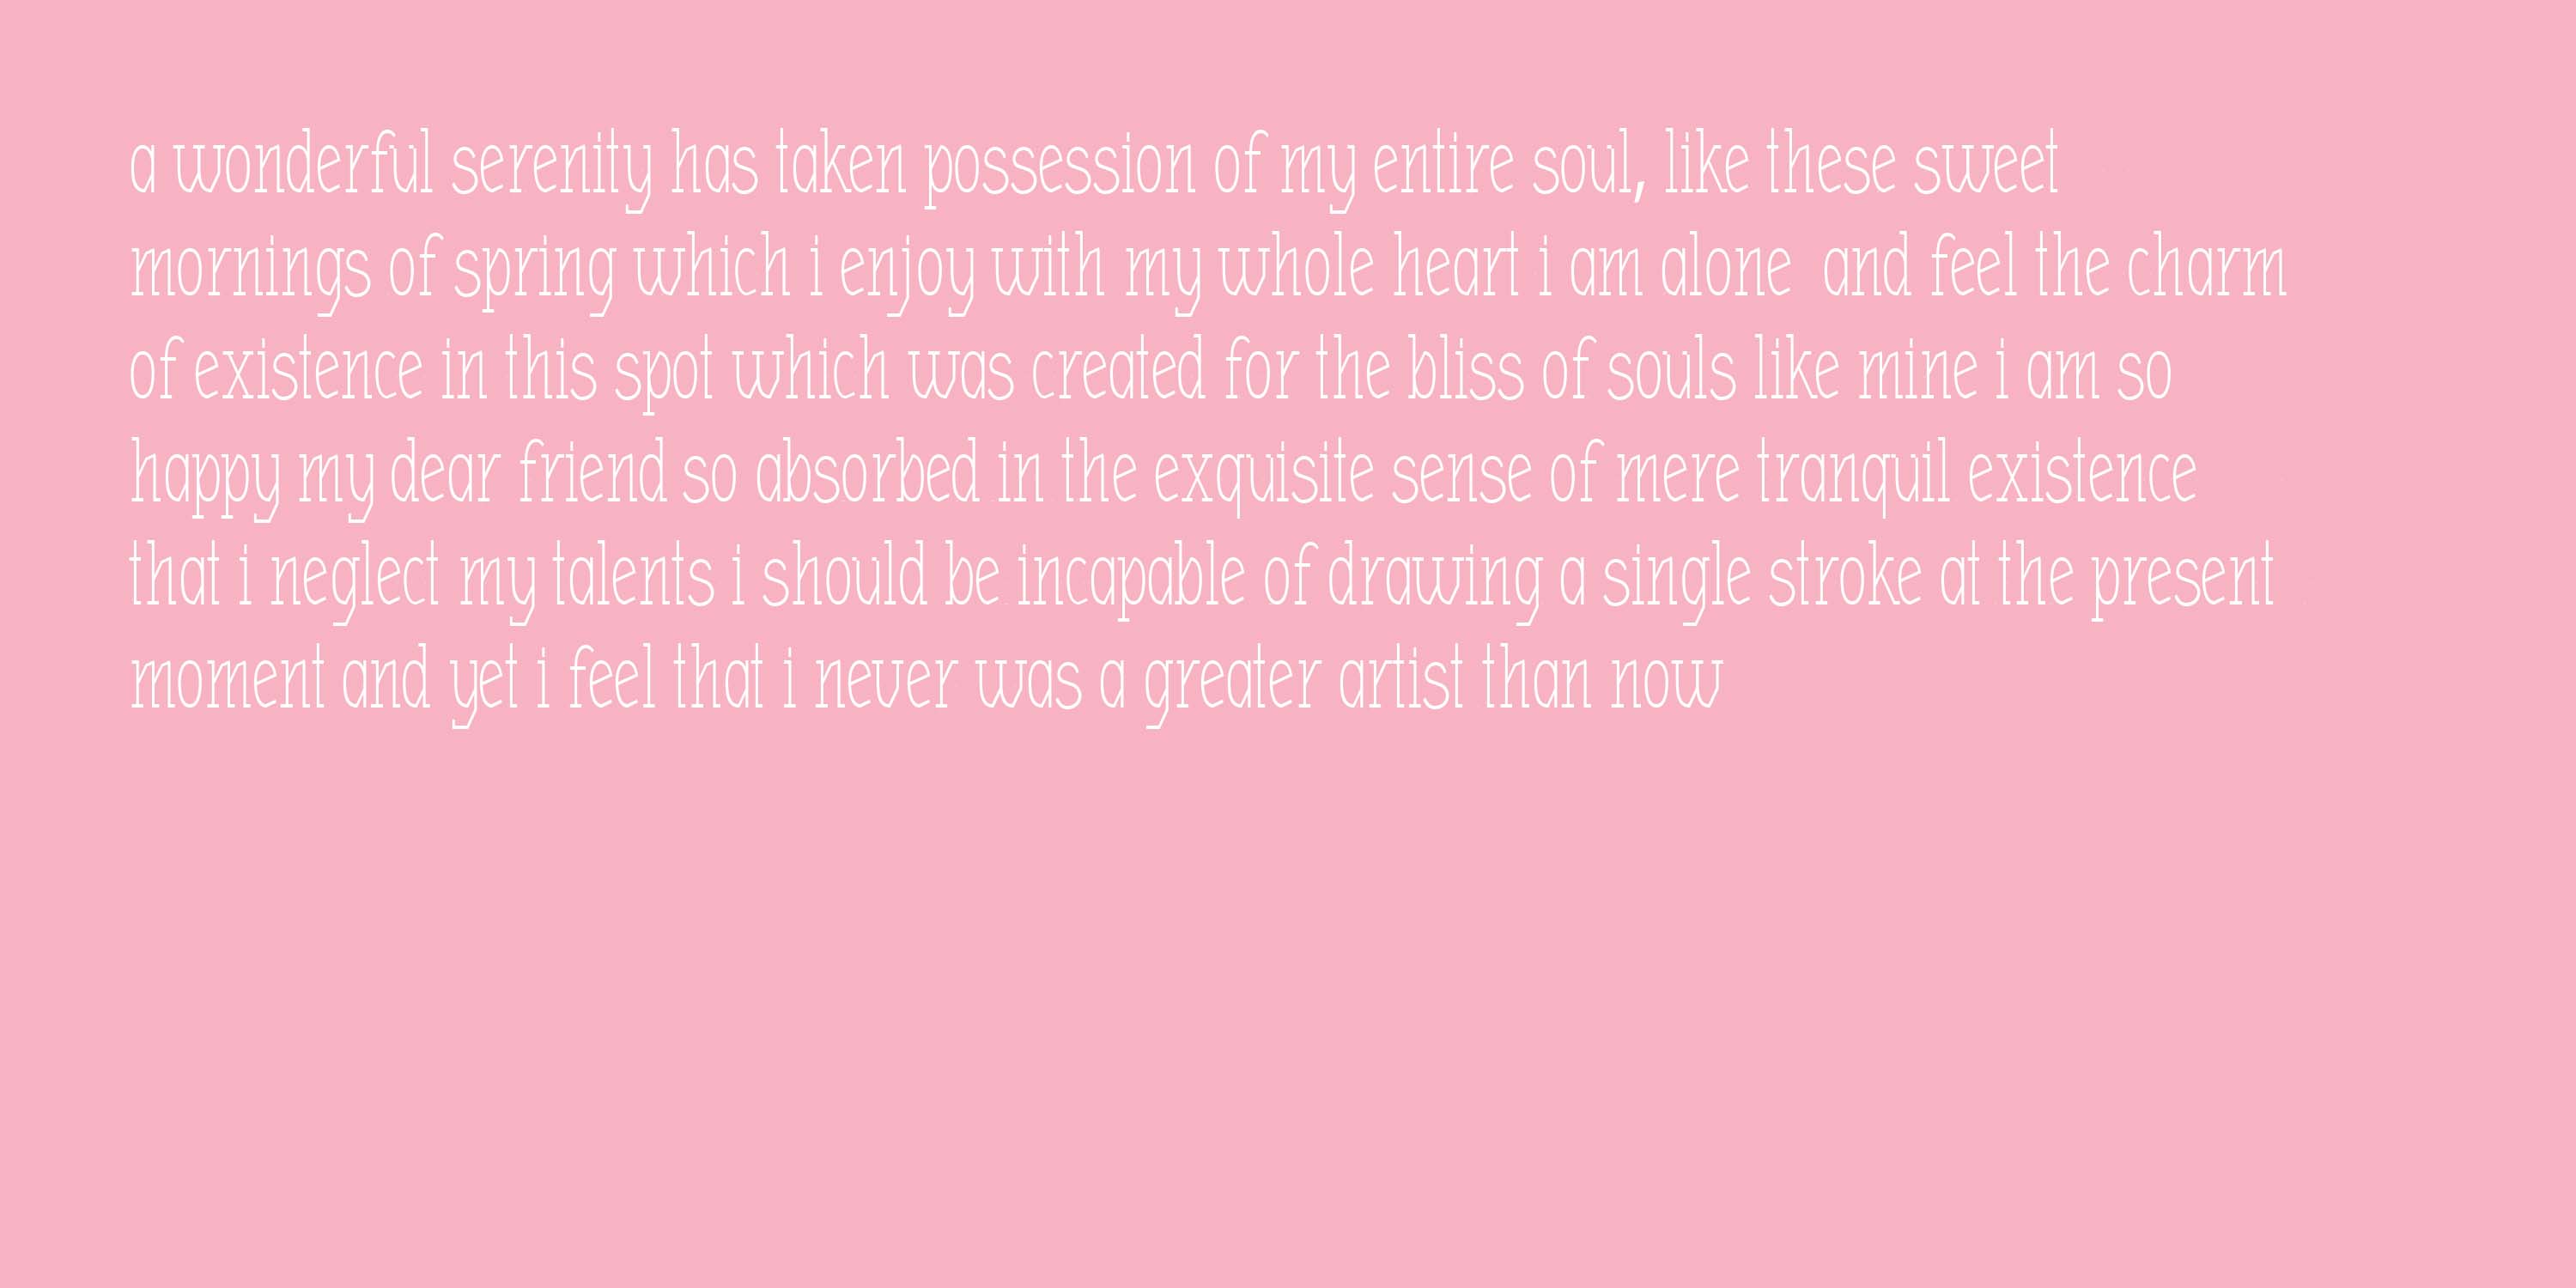 a wonderful serenity has taken possession of my entire soul, like these sweet
mornings of spring which i enjoy with my whole heart i am alone  and feel the charm
of existence in this spot which was created for the bliss of souls like mine i am so
happy my dear friend so absorbed in the exquisite sense of mere tranquil existence
that i neglect my talents i should be incapable of drawing a single stroke at the present
moment and yet i feel that i never was a greater artist than now